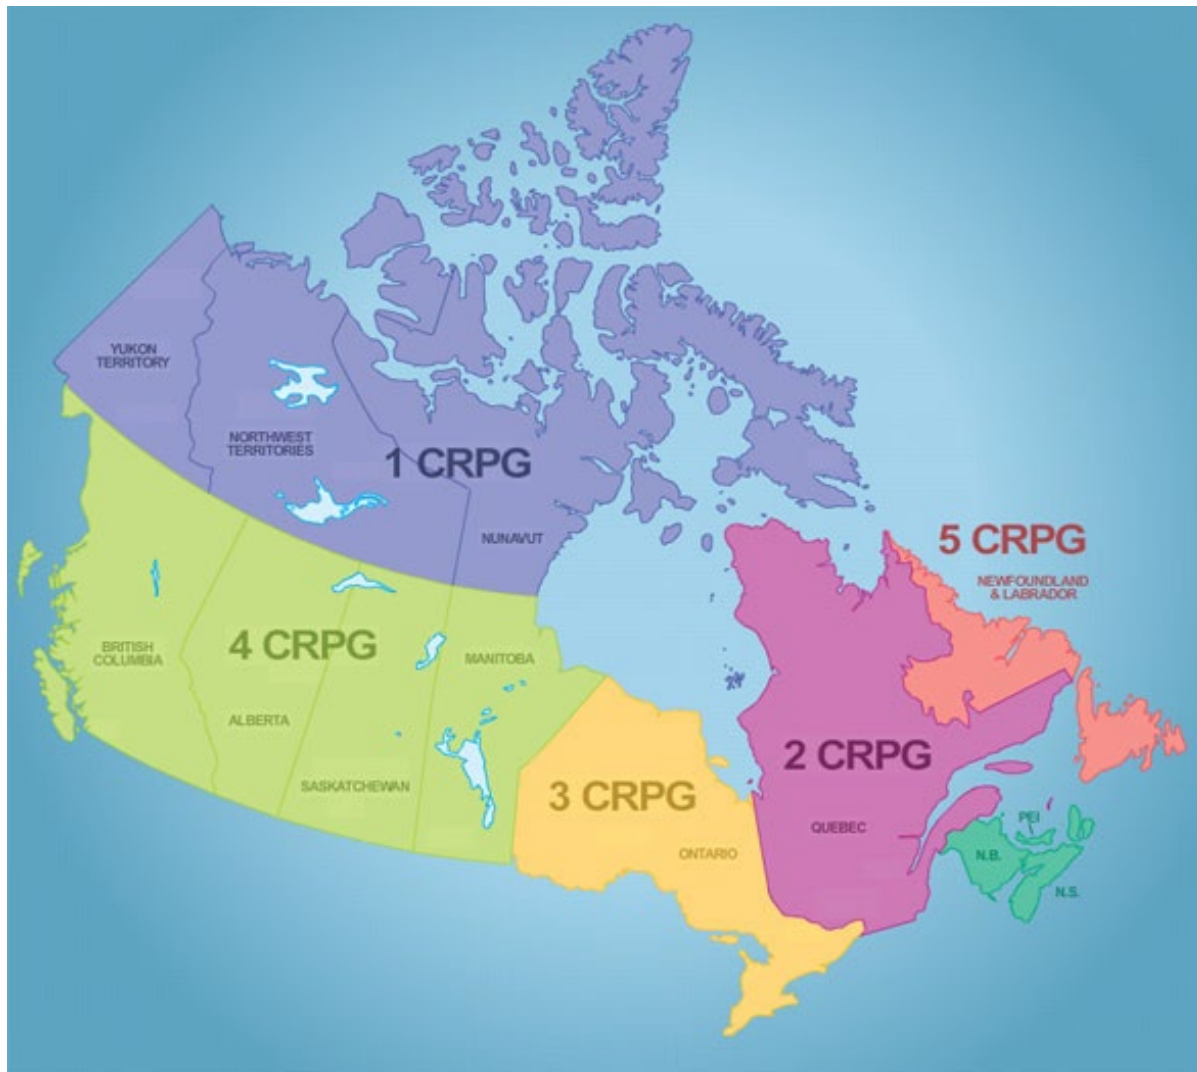 YUKON
TERRITORY
NORTHWEST
TERRITORIES
1 CRPG
NUNAVUT
5 CRPG
NEWFOUNDLAND
& LABRADOR
BRITISH
COLUMBIA
4 CRPG
MANITOBA
ALBERTA
SASKATCHEWAN
3 CRPG
ONTARIO
2 CRPG
QUEBEC
PEI
N.B.
N.S.